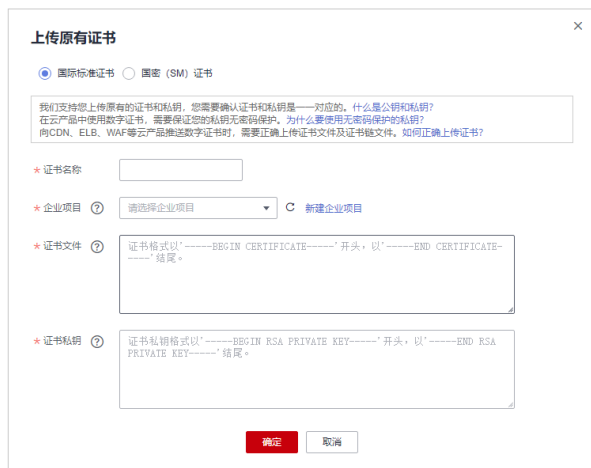 上传原有证书
国际标准证书 国密（SM）证书
我们支持您上传原有的证书和私钥，您需要确认证书和私钥是一一对应的。什么是公钥和私钥？
在云产品中使用数字证书，需要保证您的私钥无密码保护。为什么要使用无密码保护的私钥？
向CDN、ELB、WAF等云产品推送数字证书时，需要正确上传证书文件及证书链文件。如何正确上传证书？
* 证书名称
* 企业项目 ? 请选择企业项目 新建企业项目
* 证书文件 ? 证书格式以'-----BEGIN CERTIFICATE-----'开头，以'-----END CERTIFICATE-
----'结尾。
* 证书私钥 ? 证书私钥格式以'-----BEGIN RSA PRIVATE KEY-----'开头，以'-----END RSA
PRIVATE KEY-----'结尾。
确定 取消